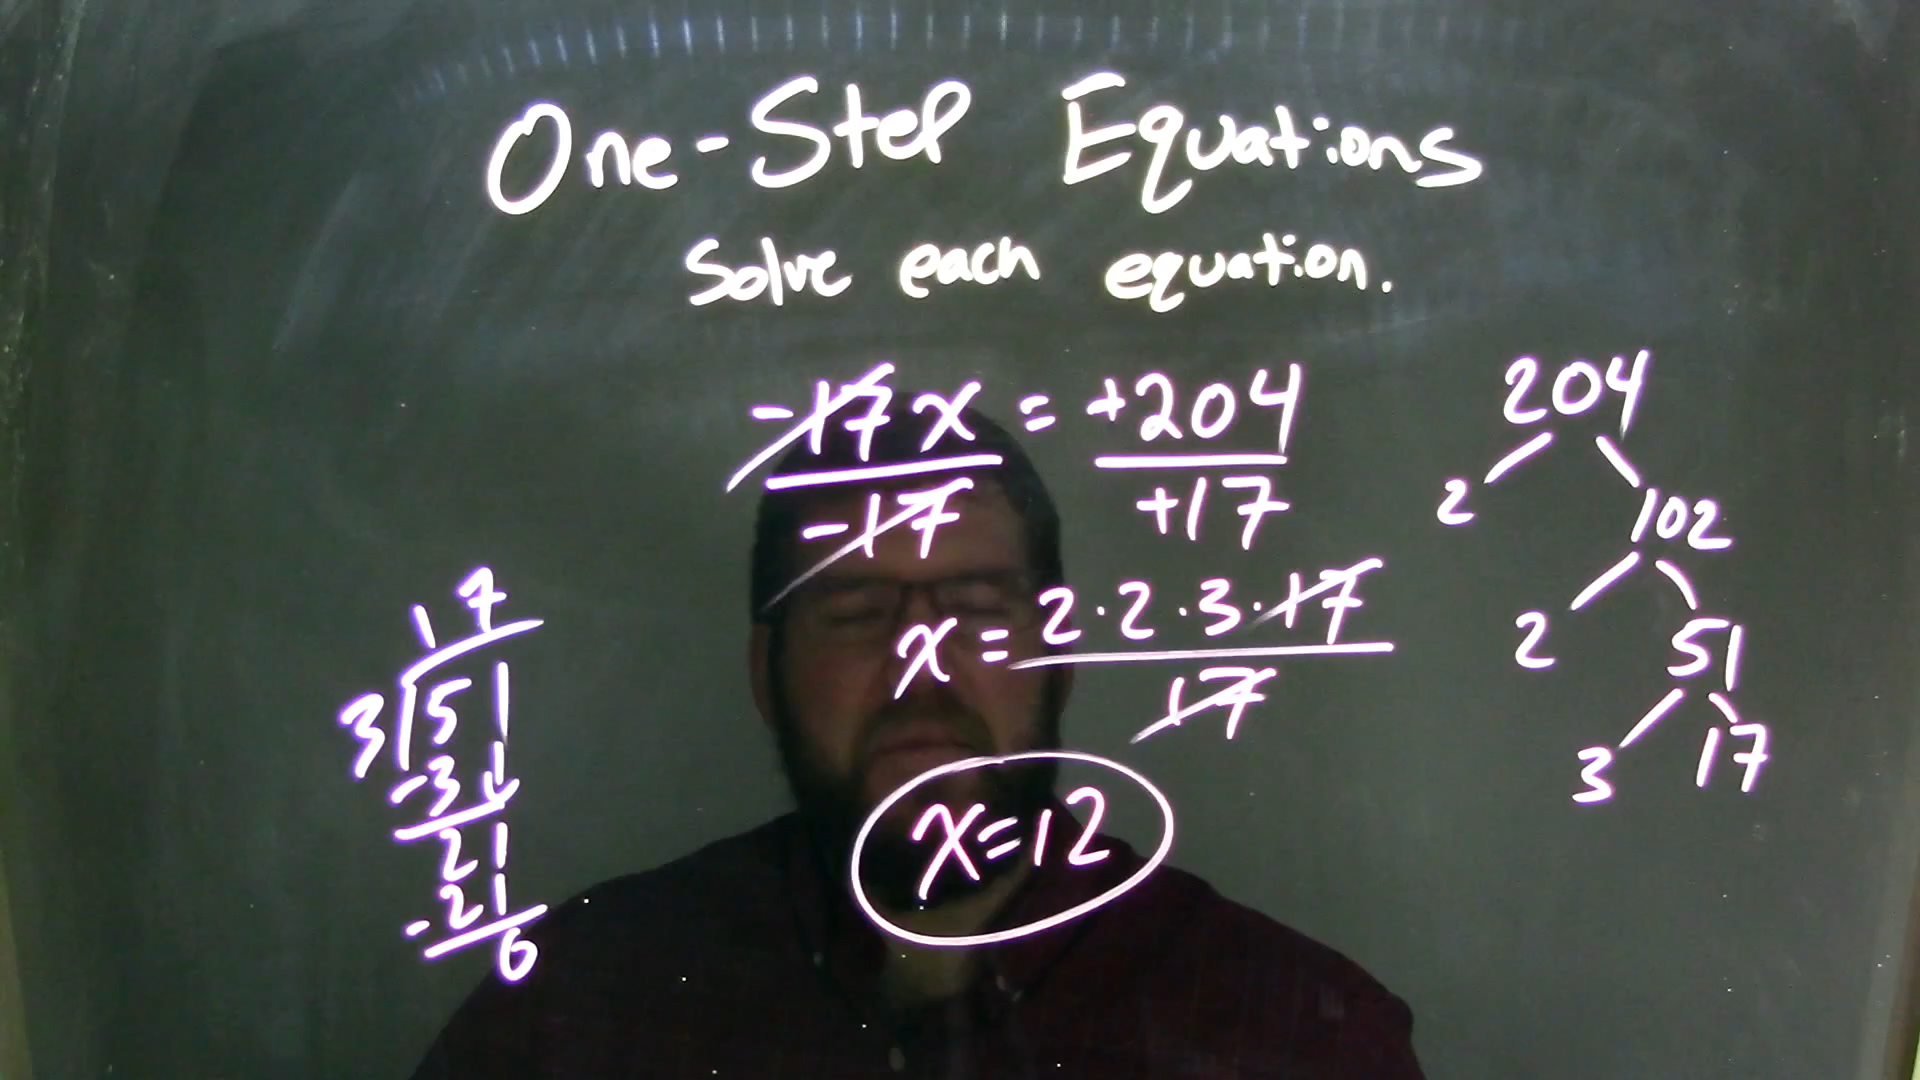 One-Step Equations
Solve each equation.
-17x = +204
-17 +17
x = 2·2·3·17
17
x=12
17
3 51
-3
21
-21
0
204
2 102
2 51
3 17